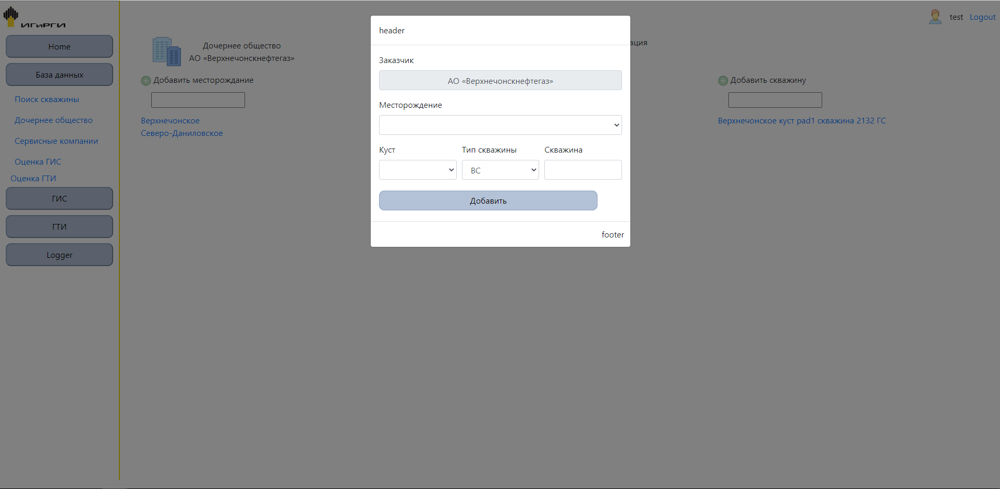 ИГиРГИ
test Logout
Home
База данных
Поиск скважины
Дочернее общество
Сервисные компании
Оценка ГИС
Оценка ГТИ
ГИС
ГТИ
Logger
Дочернее общество
АО «Верхнечонскнефтегаз»
Добавить месторождание
Верхнечонское
Северо-Даниловское
header
Заказчик
АО «Верхнечонскнефтегаз»
Месторождение
Куст Тип скважины Скважина
ВС
Добавить
footer
ация
Добавить скважину
Верхнечонское куст pad1 скважина 2132 ГС